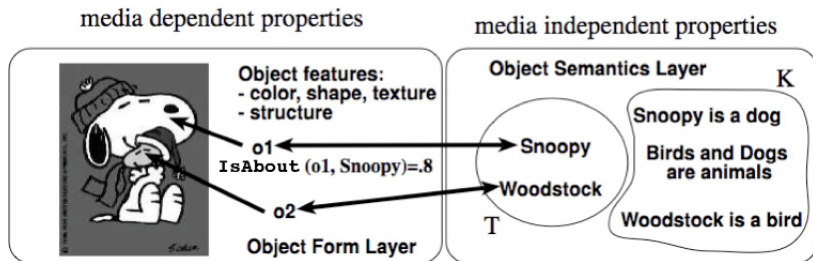 media dependent properties
media independent properties
Object features:
- color, shape, texture
- structure
o1
IsAbout (o1, Snoopy)=.8
o2
Object Form Layer
Object Semantics Layer
K
Snoopy
Woodstock
T
Snoopy is a dog
Birds and Dogs
are animals
Woodstock is a bird